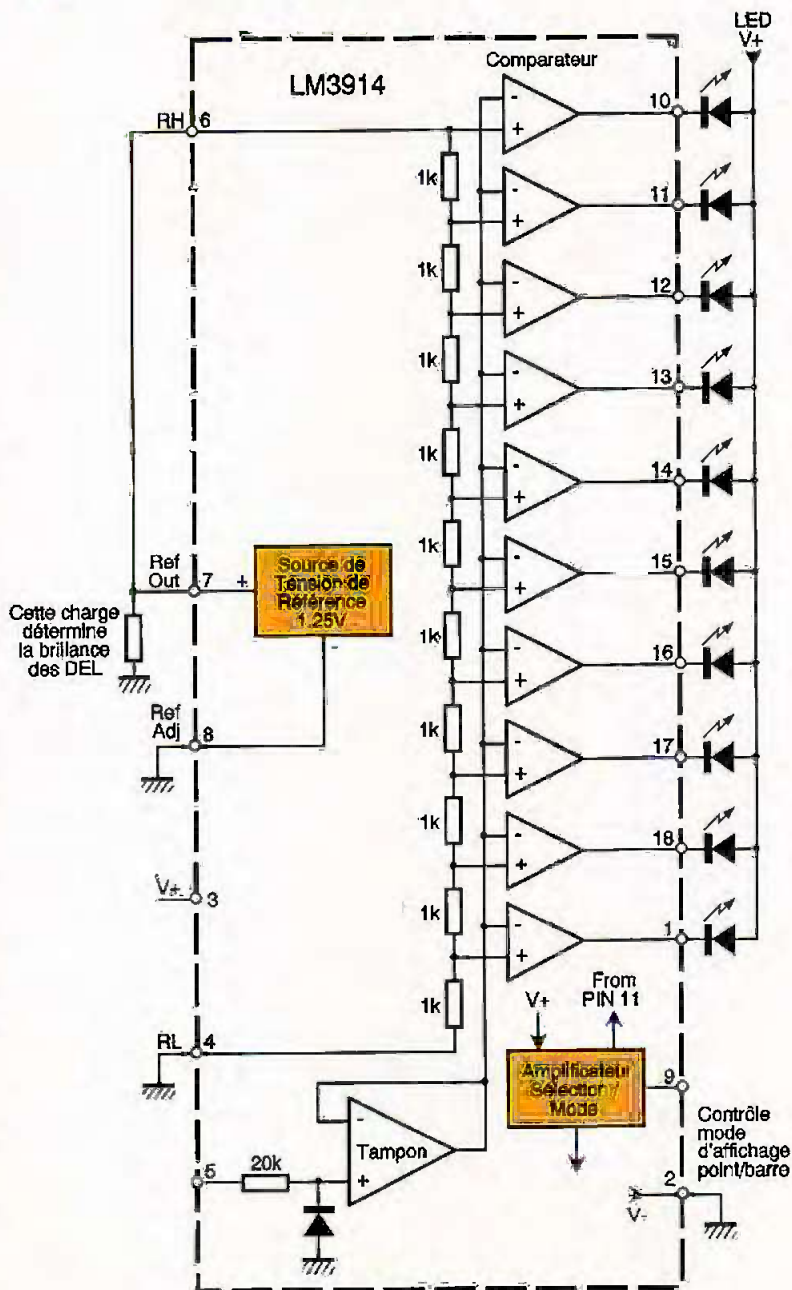 LED
V+
Comparateur
LM3914
RH 6
10
- +
1k
11
- +
1k
12
- +
1k
13
- +
1k
14
- +
1k
15
- +
1k
16
- +
1k
17
- +
1k
18
- +
1k
1
- +
1k
Ref
Out
7 +
Source de
Tension de
Référence
1.25V
-
Cette charge
détermine
la brillance
des DEL
Ref
Adj
8
V+ 3
RL 4
V+
From
PIN 11
Amplificateur
Sélection /
Mode
9
Contrôle
mode
d'affichage
point/barre
2
V-
-
Tampon
+
5
20k